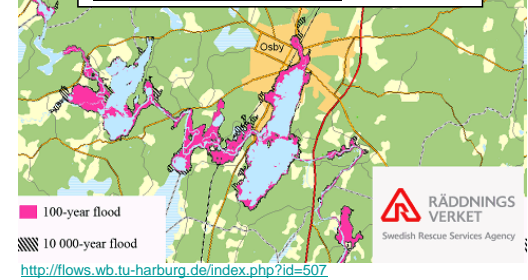 Osby
100-year flood
10 000-year flood
RÄDDNINGS
VERKET
Swedish Rescue Services Agency
http://flows.wb.tu-harburg.de/index.php?id=507